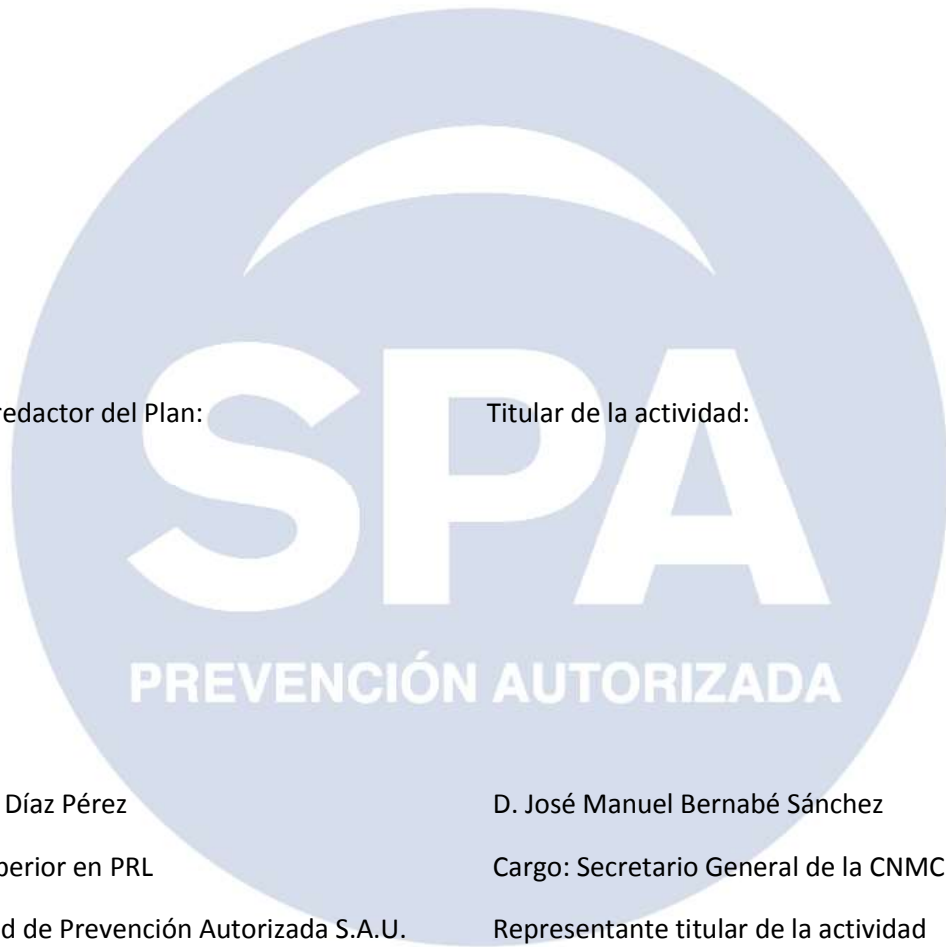 redactor del Plan:
Titular de la actividad:
SPA
PREVENCIÓN AUTORIZADA
Díaz Pérez
D. José Manuel Bernabé Sánchez
perior en PRL
Cargo: Secretario General de la CNMC
d de Prevención Autorizada S.A.U.
Representante titular de la actividad